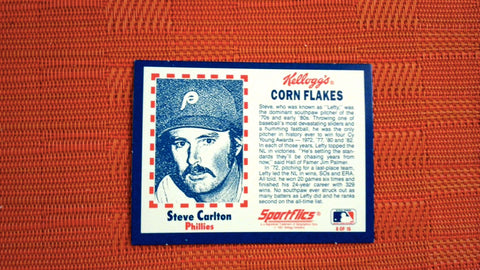 Kellogg's®
CORN FLAKES
Steve, who was known as "Lefty," was
the dominant southpaw pitcher of the
'70s and early '80s. Throwing one of
baseball's most devastating sliders and
a humming fastball, he was the only
pitcher in history ever to win four Cy
Young Awards — 1972, '77, '80 and '82.
In each of those years, Lefty topped the
NL in victories. "He's setting the stan-
dards they'll be chasing years from
now," said Hall of Famer Jim Palmer.
In '72, pitching for a last-place team,
Lefty led the NL in wins, SOs and ERA.
All told, he won 20 games six times and
finished his 24-year career with 329
wins. No southpaw ever struck out as
many batters as Lefty did and he ranks
second on the all-time list.
P
Steve Carlton
Phillies
Sportflics®
8 OF 15